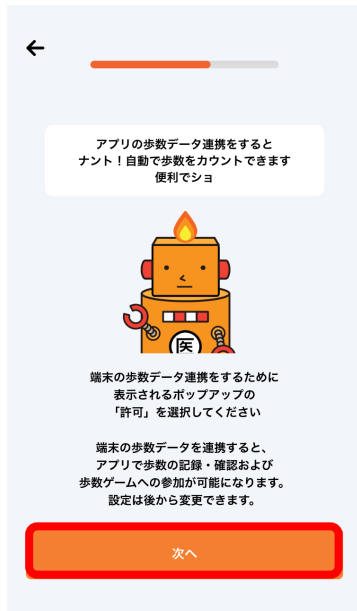 アプリの歩数データ連携をすると
ナント！自動で歩数をカウントできます
便利でショ
医
端末の歩数データ連携をするために
表示されるポップアップの
「許可」を選択してください
端末の歩数データを連携すると、
アプリで歩数の記録・確認および
歩数ゲームへの参加が可能になります。
設定は後から変更できます。
次へ